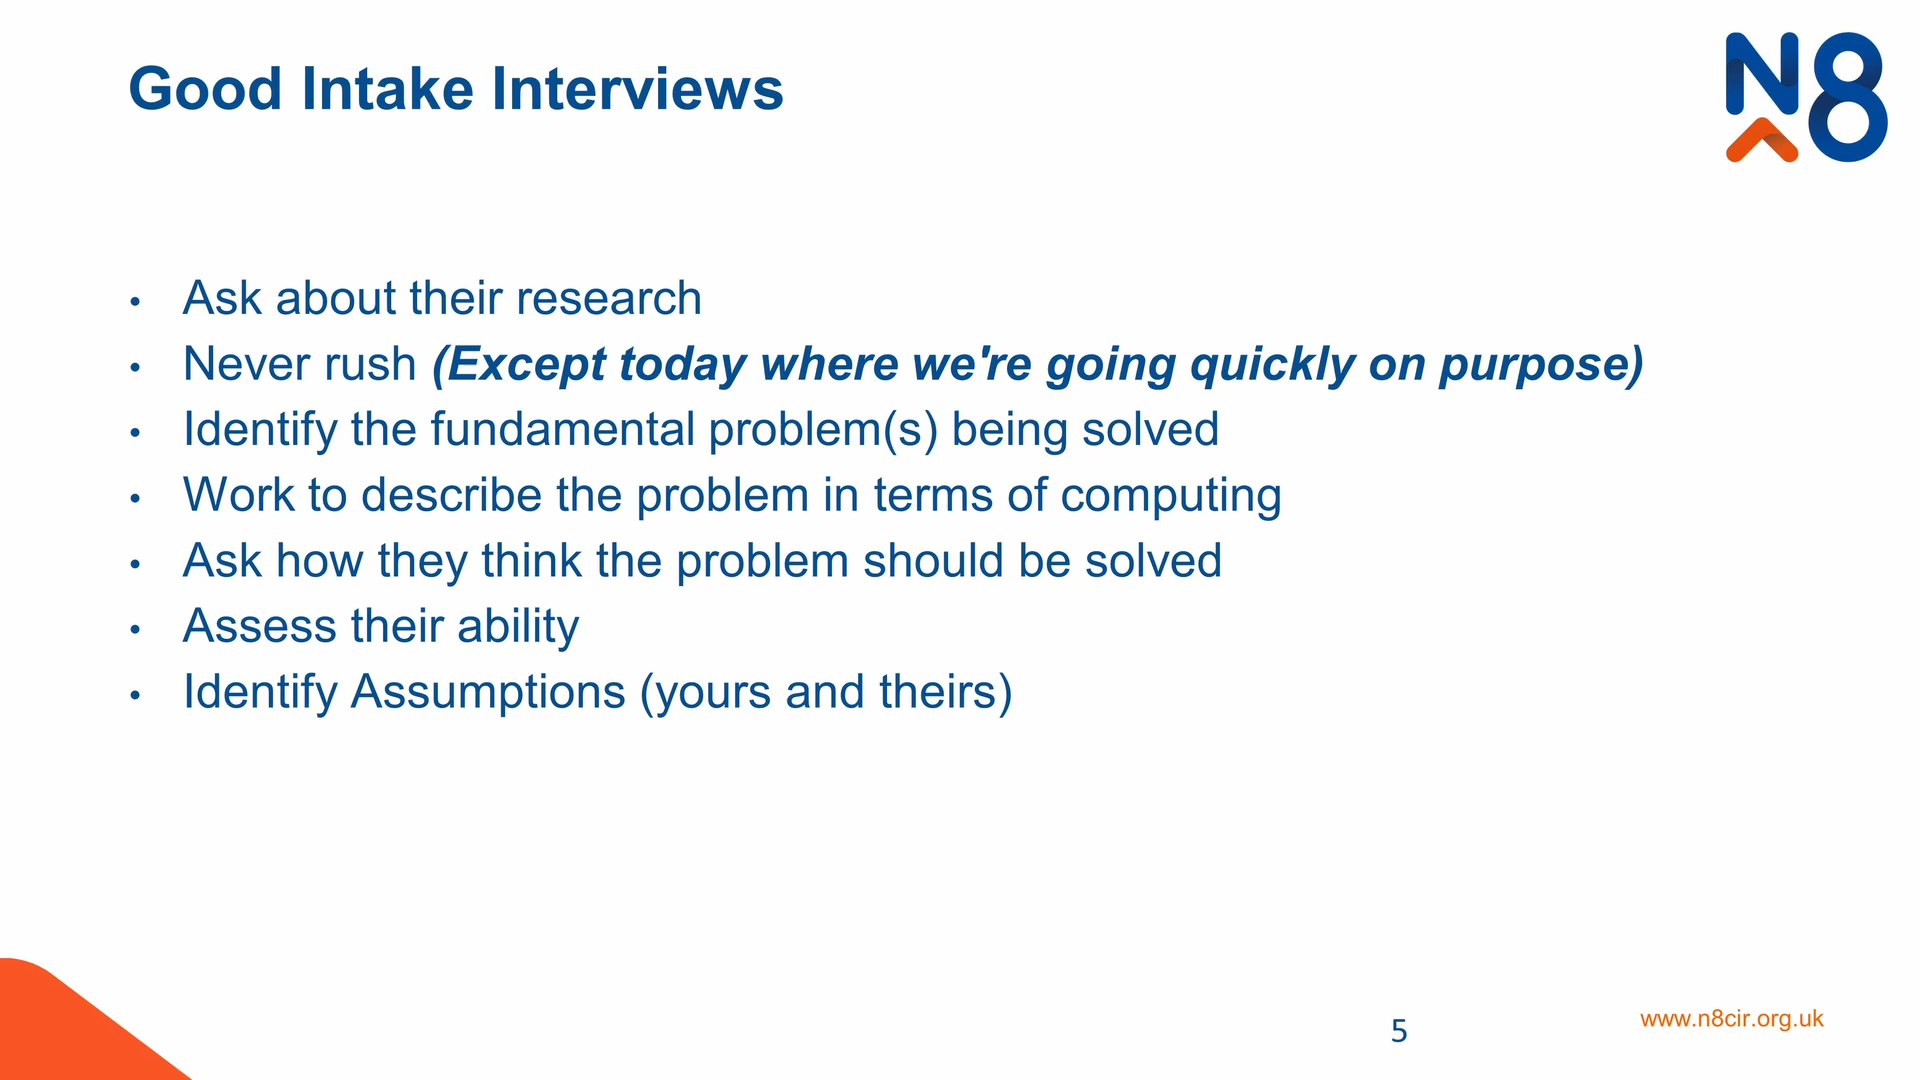 Good Intake Interviews
N8
• Ask about their research
• Never rush (Except today where we're going quickly on purpose)
• Identify the fundamental problem(s) being solved
• Work to describe the problem in terms of computing
• Ask how they think the problem should be solved
• Assess their ability
• Identify Assumptions (yours and theirs)
5
www.n8cir.org.uk